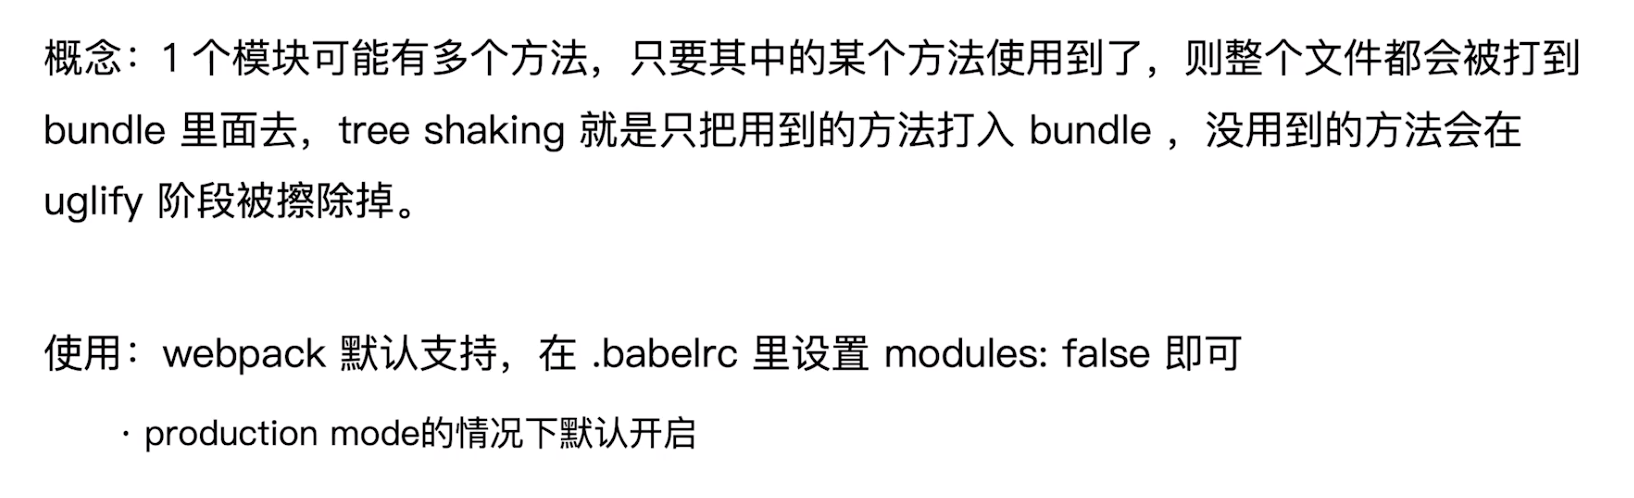 概念：1 个模块可能有多个方法，只要其中的某个方法使用到了，则整个文件都会被打到
bundle 里面去，tree shaking 就是只把用到的方法打入 bundle ，没用到的方法会在
uglify 阶段被擦除掉。
使用：webpack 默认支持，在 .babelrc 里设置 modules: false 即可
· production mode的情况下默认开启